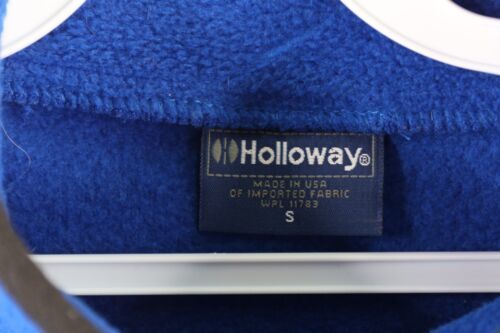 Holloway®
MADE IN USA
OF IMPORTED FABRIC
WPL 11783
S